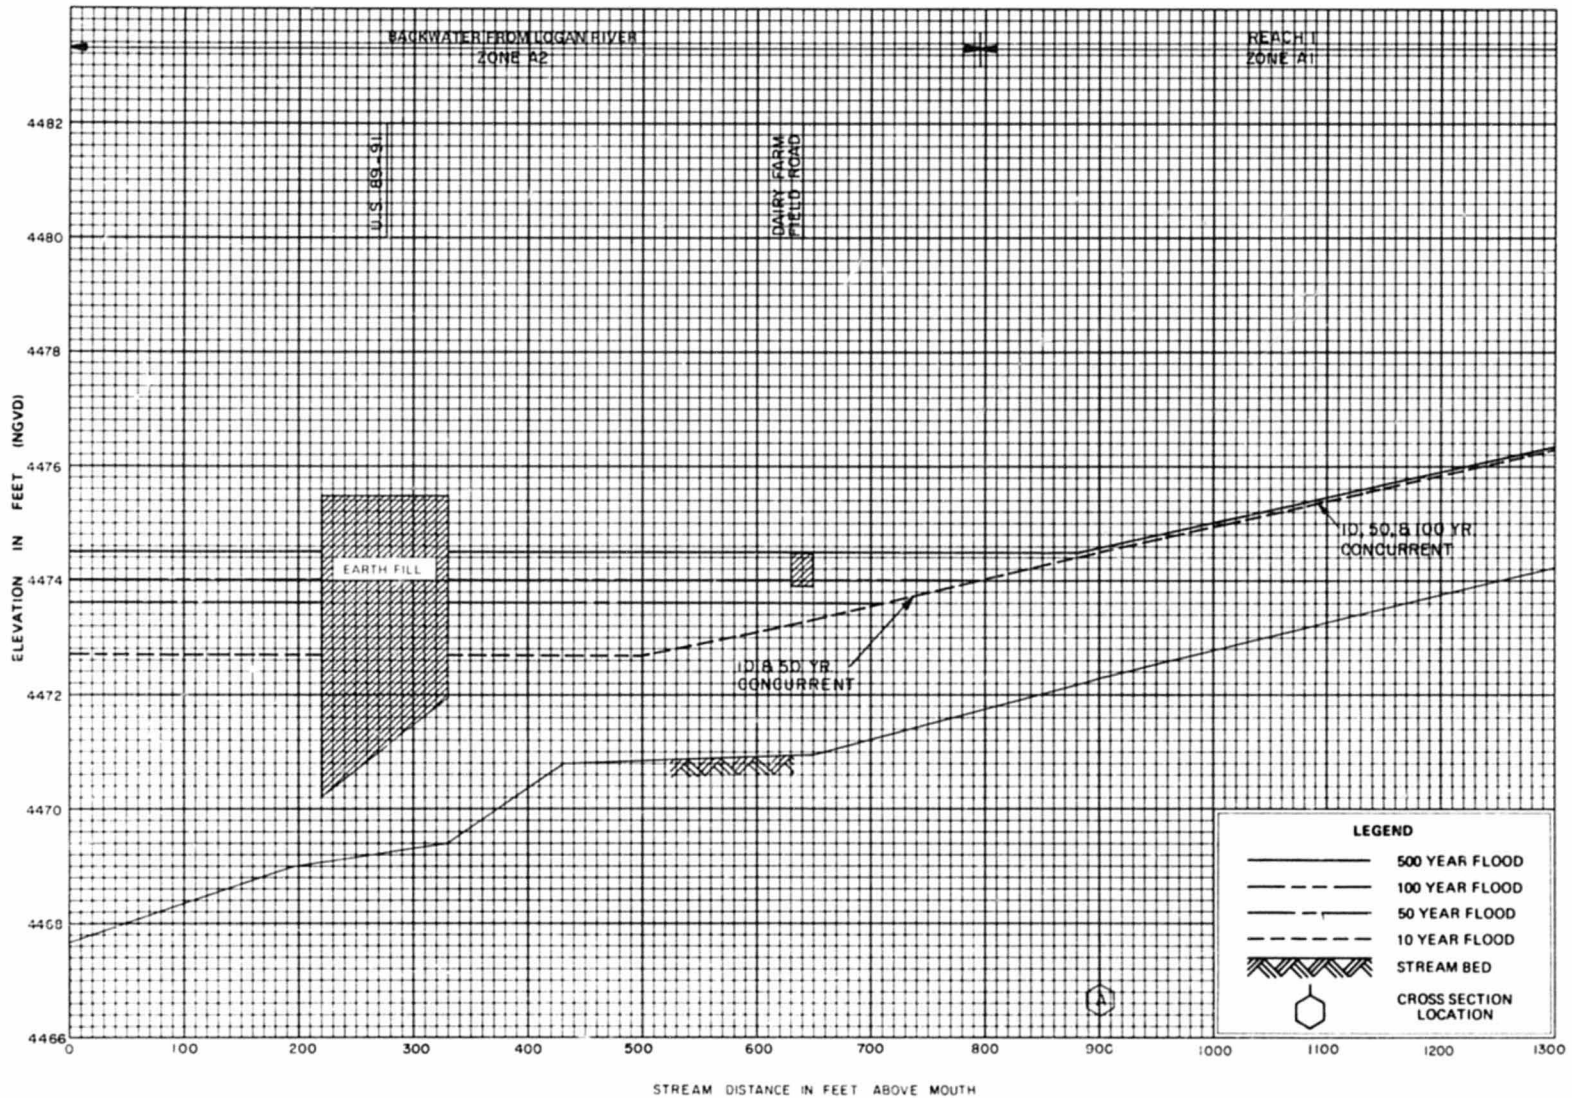 BACKWATER FROM LOGAN RIVER
ZONE A2
REACH 1
ZONE A1
4482
4480
4478
4476
4474
4472
4470
4468
4466
ELEVATION IN FEET (NGVD)
U.S. 89-91
DAIRY FARM
FIELD ROAD
EARTH FILL
10, 50, & 100 YR.
CONCURRENT
10 & 50 YR.
CONCURRENT
A
LEGEND
500 YEAR FLOOD
100 YEAR FLOOD
50 YEAR FLOOD
10 YEAR FLOOD
STREAM BED
CROSS SECTION
LOCATION
0 100 200 300 400 500 600 700 800 900 1000 1100 1200 1300
STREAM DISTANCE IN FEET ABOVE MOUTH